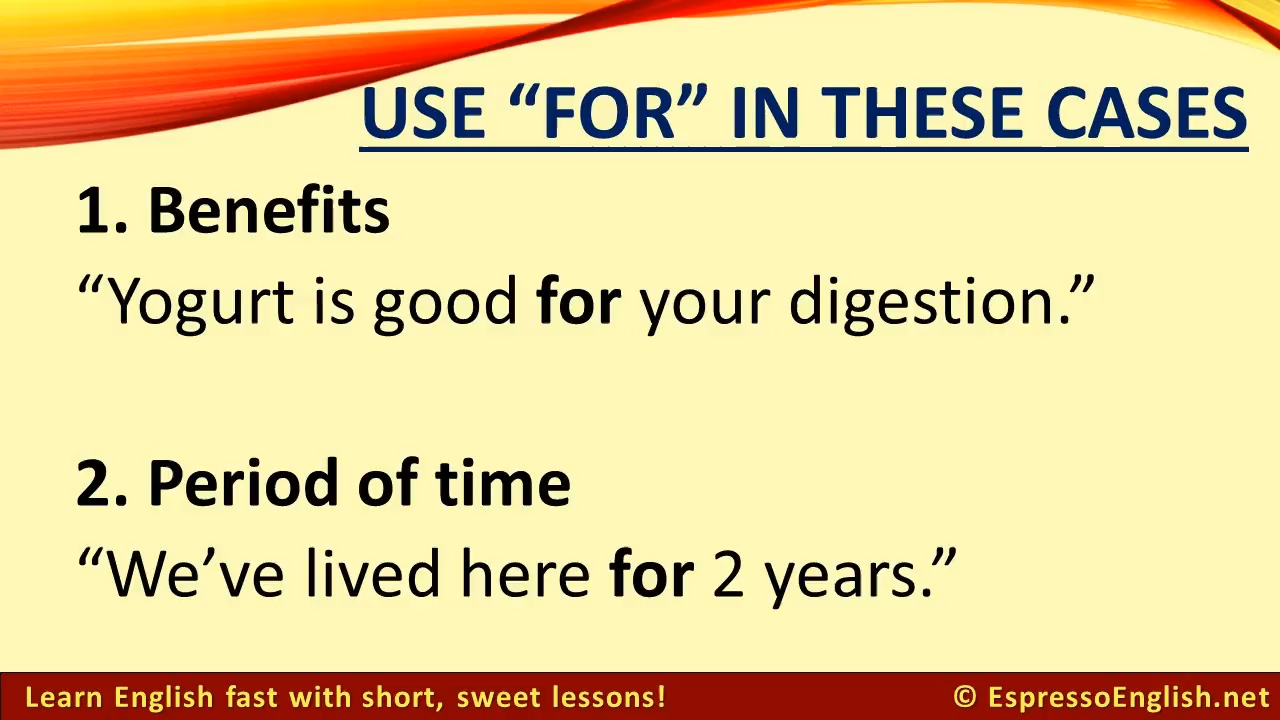 USE “FOR” IN THESE CASES
1. Benefits
“Yogurt is good for your digestion.”
2. Period of time
“We’ve lived here for 2 years.”
Learn English fast with short, sweet lessons!
© EspressoEnglish.net